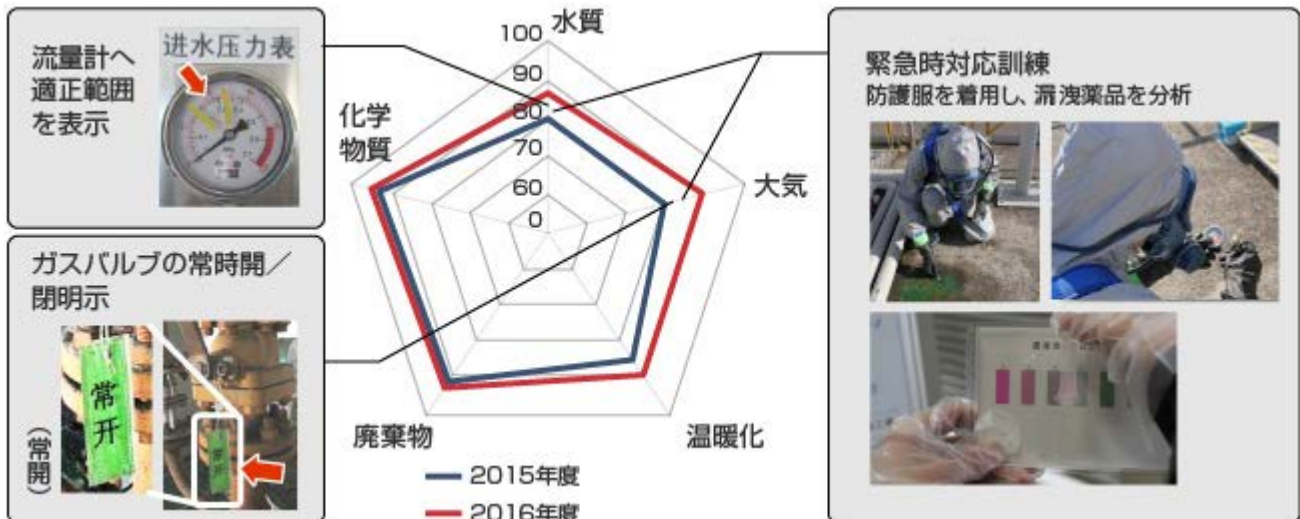 流量計へ
適正範囲
を表示
进水压力表
ガスバルブの常時開／
閉明示
常开
(常開)
常开
水質
100
90
80
70
60
0
大気
温暖化
廃棄物
化学
物質
2015年度
2016年度
緊急時対応訓練
防護服を着用し、漏洩薬品を分析